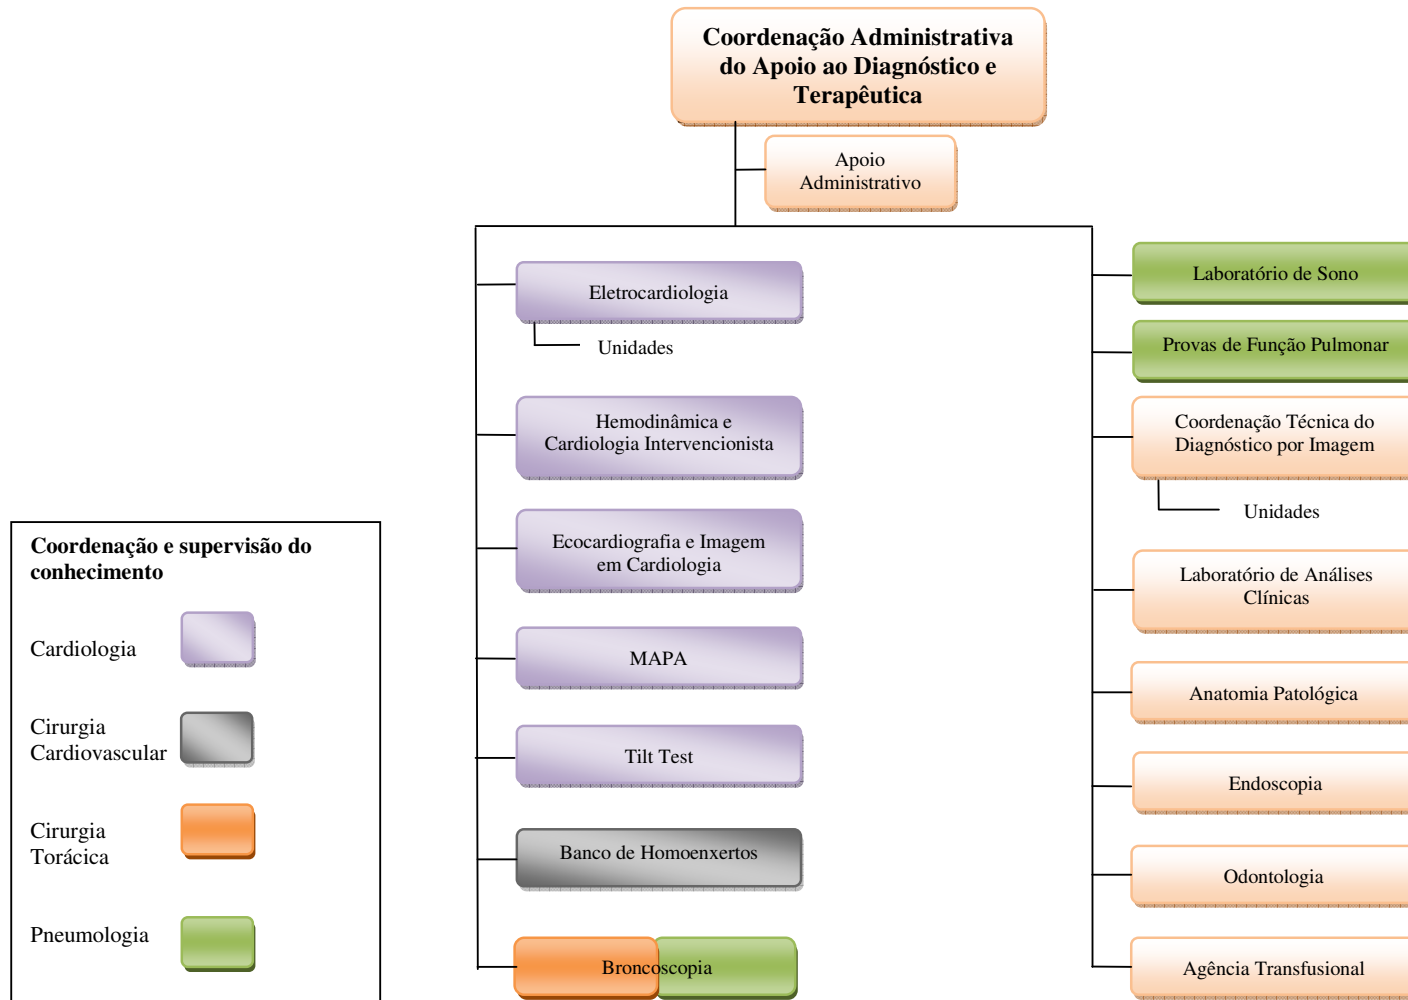 Coordenação Administrativa
do Apoio ao Diagnóstico e
Terapêutica
Apoio
Administrativo
Eletrocardiologia
Unidades
Hemodinâmica e
Cardiologia Intervencionista
Ecocardiografia e Imagem
em Cardiologia
MAPA
Tilt Test
Banco de Homoenxertos
Broncoscopia
Laboratório de Sono
Provas de Função Pulmonar
Coordenação Técnica do
Diagnóstico por Imagem
Unidades
Laboratório de Análises
Clínicas
Anatomia Patológica
Endoscopia
Odontologia
Agência Transfusional
Coordenação e supervisão do
conhecimento
Cardiologia
Cirurgia
Cardiovascular
Cirurgia
Torácica
Pneumologia